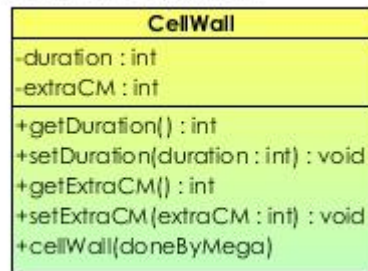 CellWall
-duration : int
-extraCM : int
+getDuration() : int
+setDuration(duration : int) : void
+getExtraCM() : int
+setExtraCM(extraCM : int) : void
+cellWall(doneByMega)